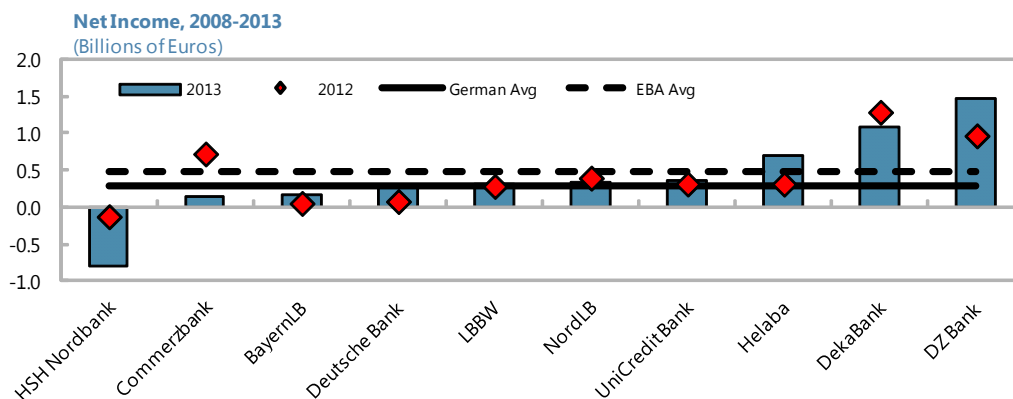 Net Income, 2008-2013
(Billions of Euros)
2.0
1.5
1.0
0.5
0.0
-0.5
-1.0
2013 2012 German Avg EBA Avg
HSH Nordbank
Commerzbank
BayernLB
Deutsche Bank
LBBW
NordLB
UniCredit Bank
Helaba
DekaBank
DZ Bank